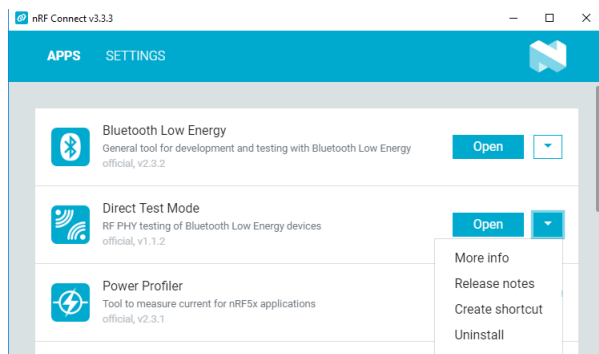 nRF Connect v3.3.3
APPS SETTINGS
Bluetooth Low Energy
General tool for development and testing with Bluetooth Low Energy
official, v2.3.2
Open
Direct Test Mode
RF PHY testing of Bluetooth Low Energy devices
official, v1.1.2
Open
More info
Release notes
Create shortcut
Uninstall
Power Profiler
Tool to measure current for nRF5x applications
official, v2.3.1